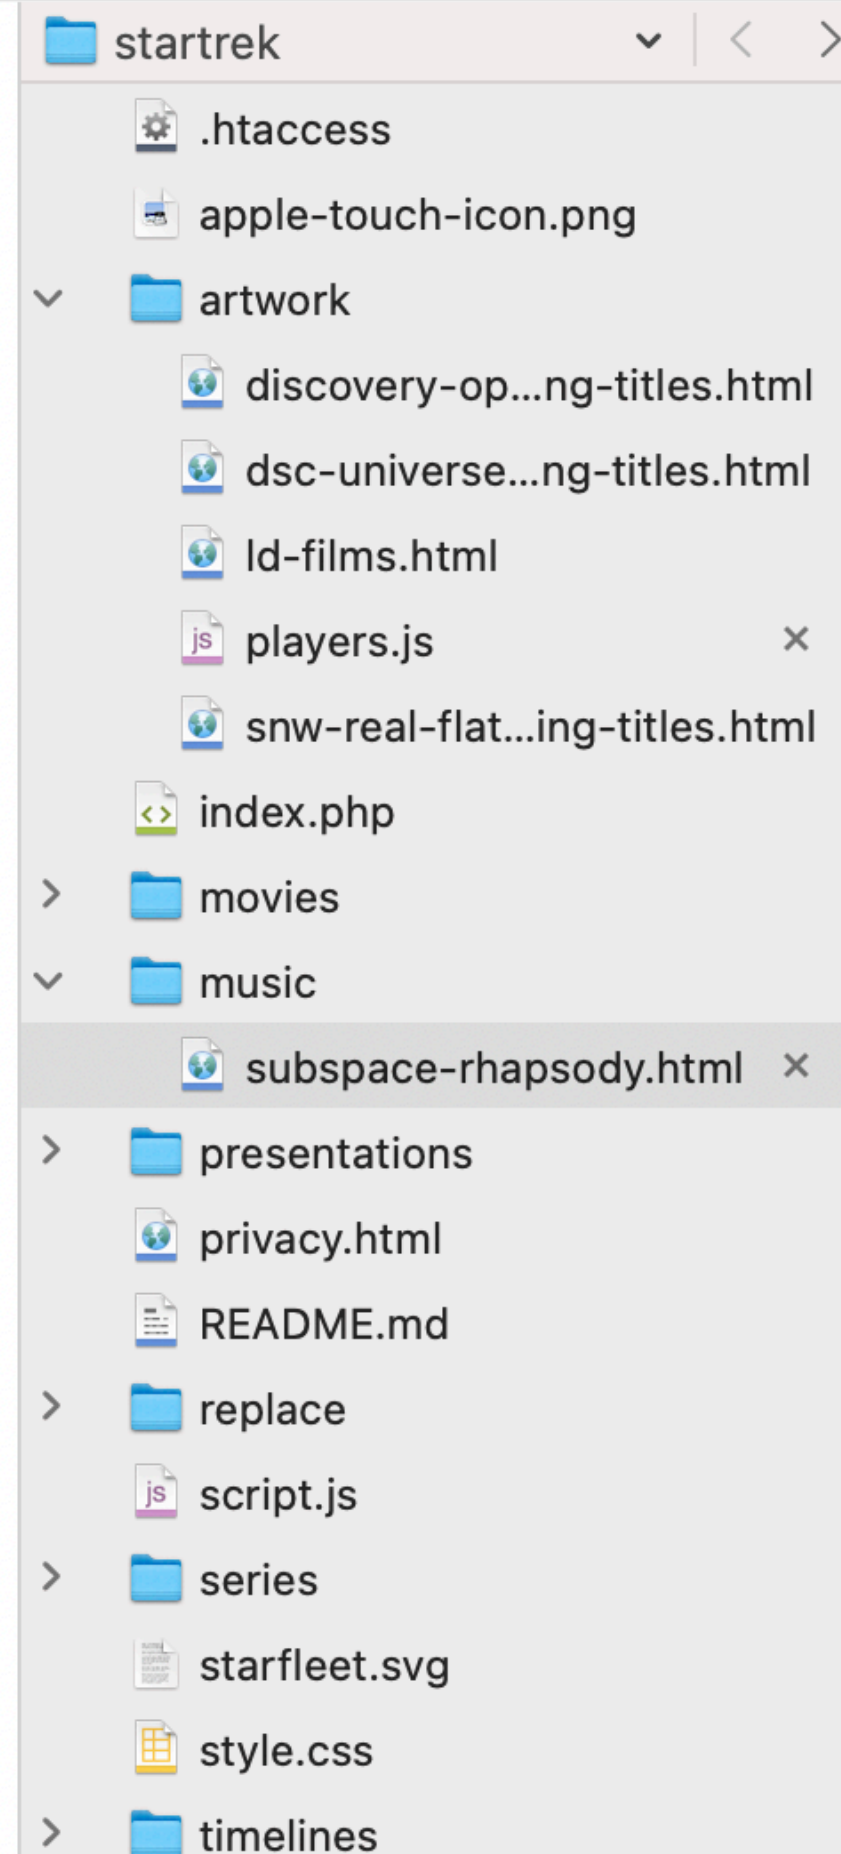 startrek
.htaccess
apple-touch-icon.png
artwork
discovery-op...ng-titles.html
dsc-universe...ng-titles.html
ld-films.html
js players.js
snw-real-flat...ing-titles.html
index.php
movies
music
subspace-rhapsody.html
presentations
privacy.html
README.md
replace
js script.js
series
starfleet.svg
style.css
timelines